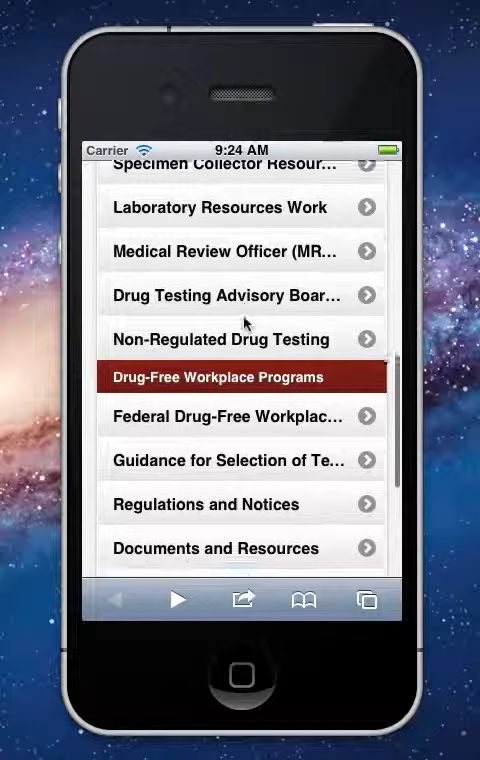 Carrier
9:24 AM
Specimen Collector Resour...
Laboratory Resources Work
Medical Review Officer (MR...
Drug Testing Advisory Boar...
Non-Regulated Drug Testing
Drug-Free Workplace Programs
Federal Drug-Free Workplac...
Guidance for Selection of Te...
Regulations and Notices
Documents and Resources